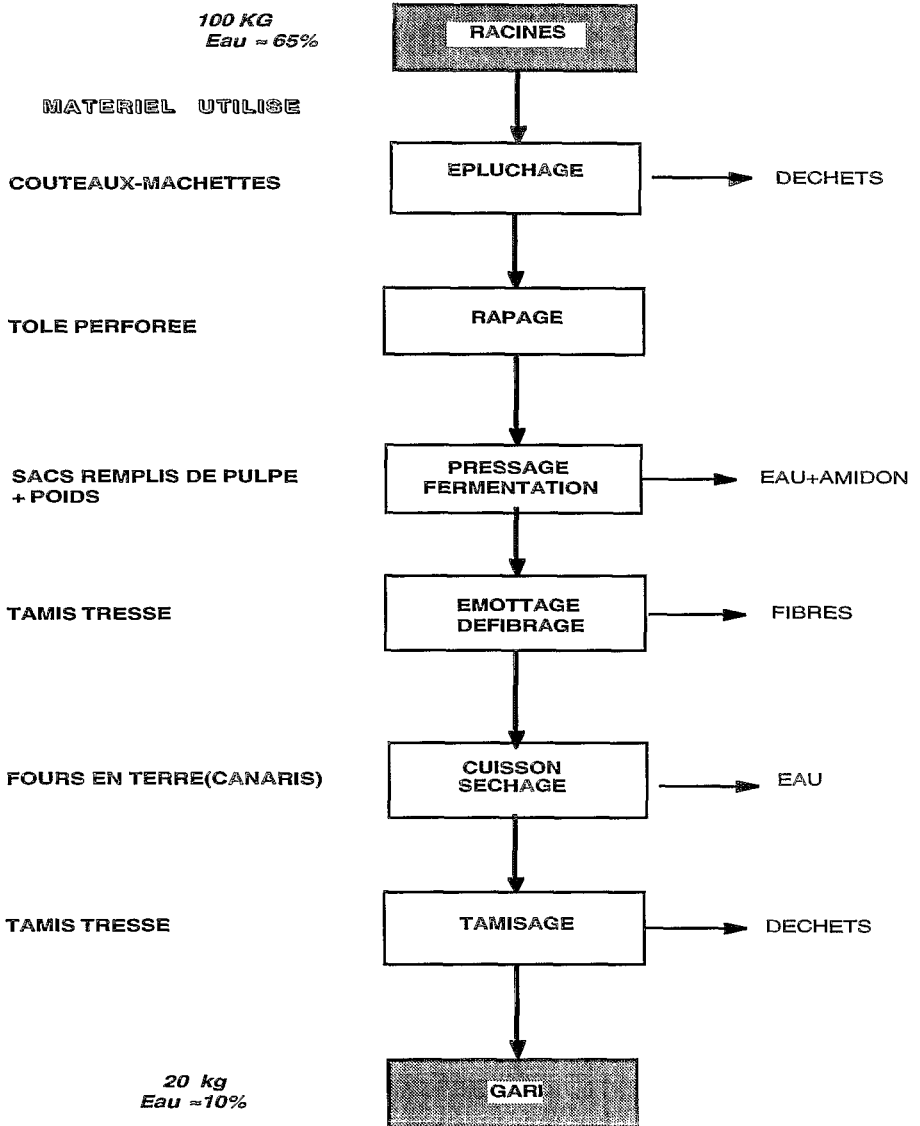 100 KG
Eau ≈ 65%
RACINES
MATERIEL UTILISE
COUTEAUX-MACHETTES
EPLUCHAGE
DECHETS
TOLE PERFOREE
RAPAGE
SACS REMPLIS DE PULPE
+ POIDS
PRESSAGE
FERMENTATION
EAU+AMIDON
TAMIS TRESSE
EMOTTAGE
DEFIBRAGE
FIBRES
FOURS EN TERRE(CANARIS)
CUISSON
SECHAGE
EAU
TAMIS TRESSE
TAMISAGE
DECHETS
20 kg
Eau ≈10%
GARI